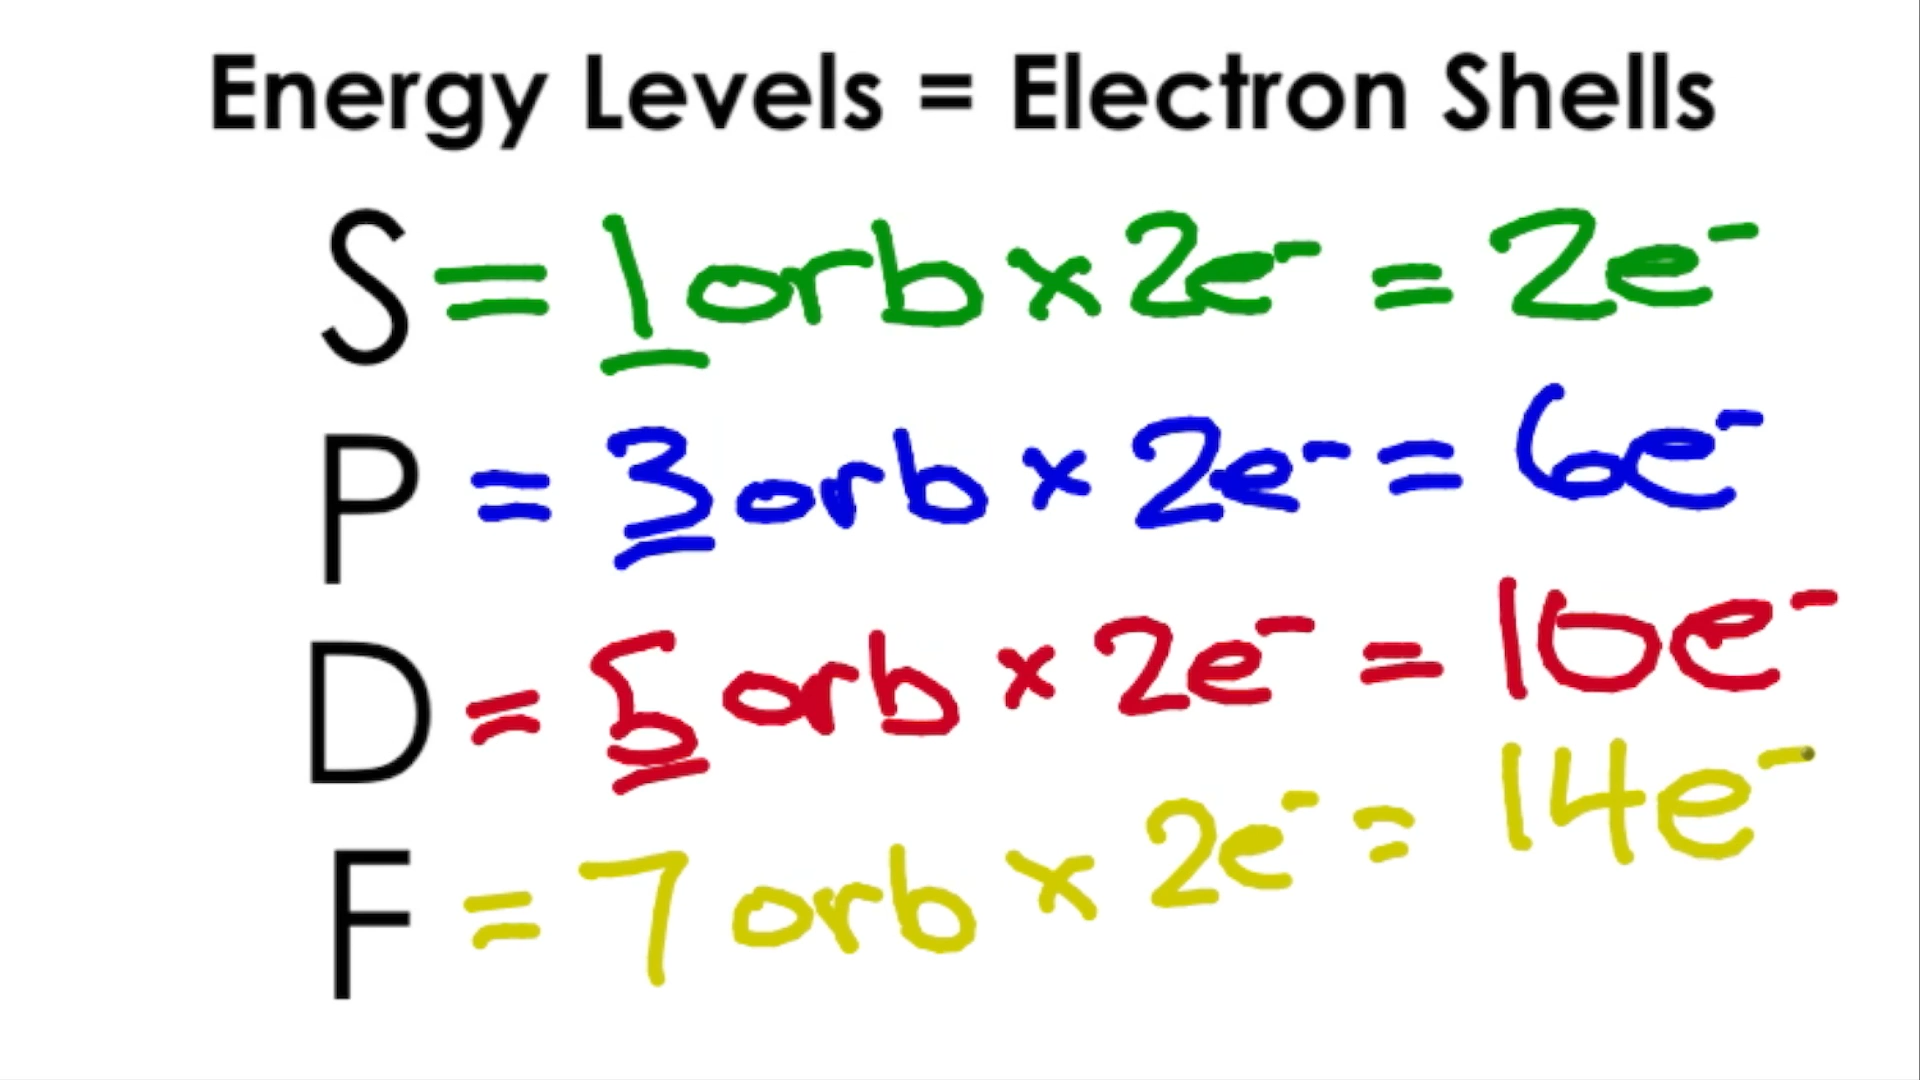 Energy Levels = Electron Shells
S = 1 orb x 2e⁻ = 2e⁻
P = 3 orb x 2e⁻ = 6e⁻
D = 5 orb x 2e⁻ = 10e⁻
F = 7 orb x 2e⁻ = 14e⁻